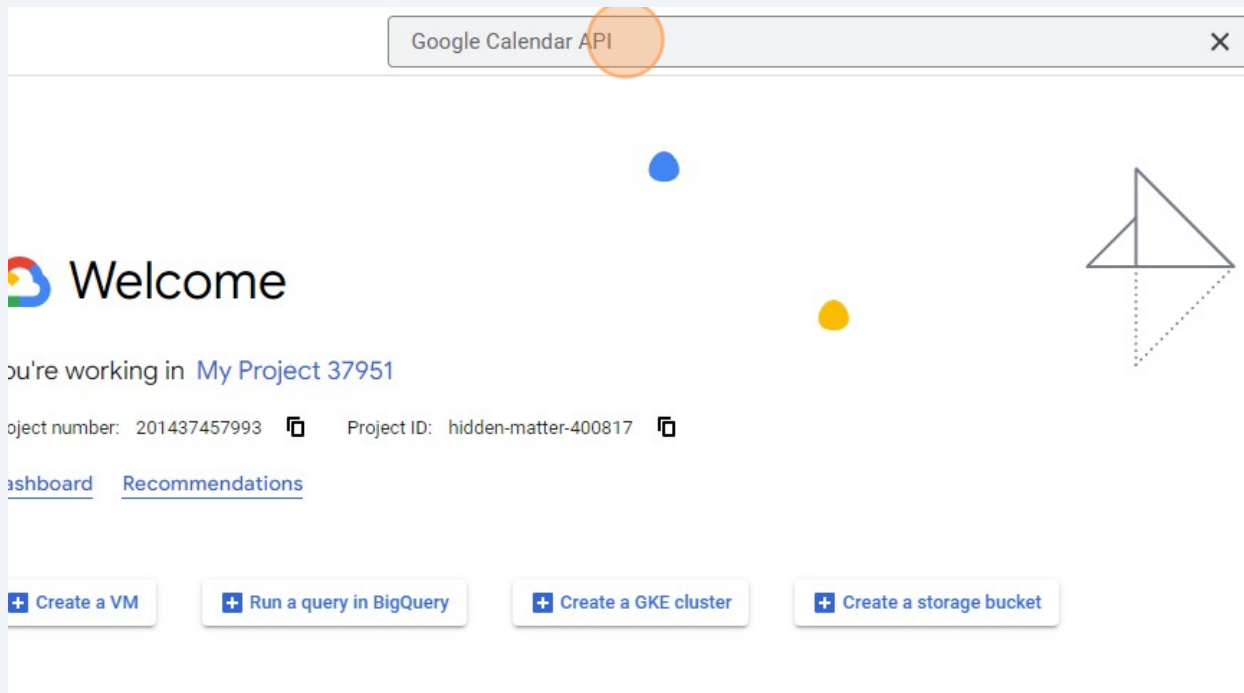 Google Calendar API
Welcome
ou're working in My Project 37951
oject number: 201437457993 Project ID: hidden-matter-400817
ashboard Recommendations
Create a VM Run a query in BigQuery Create a GKE cluster Create a storage bucket